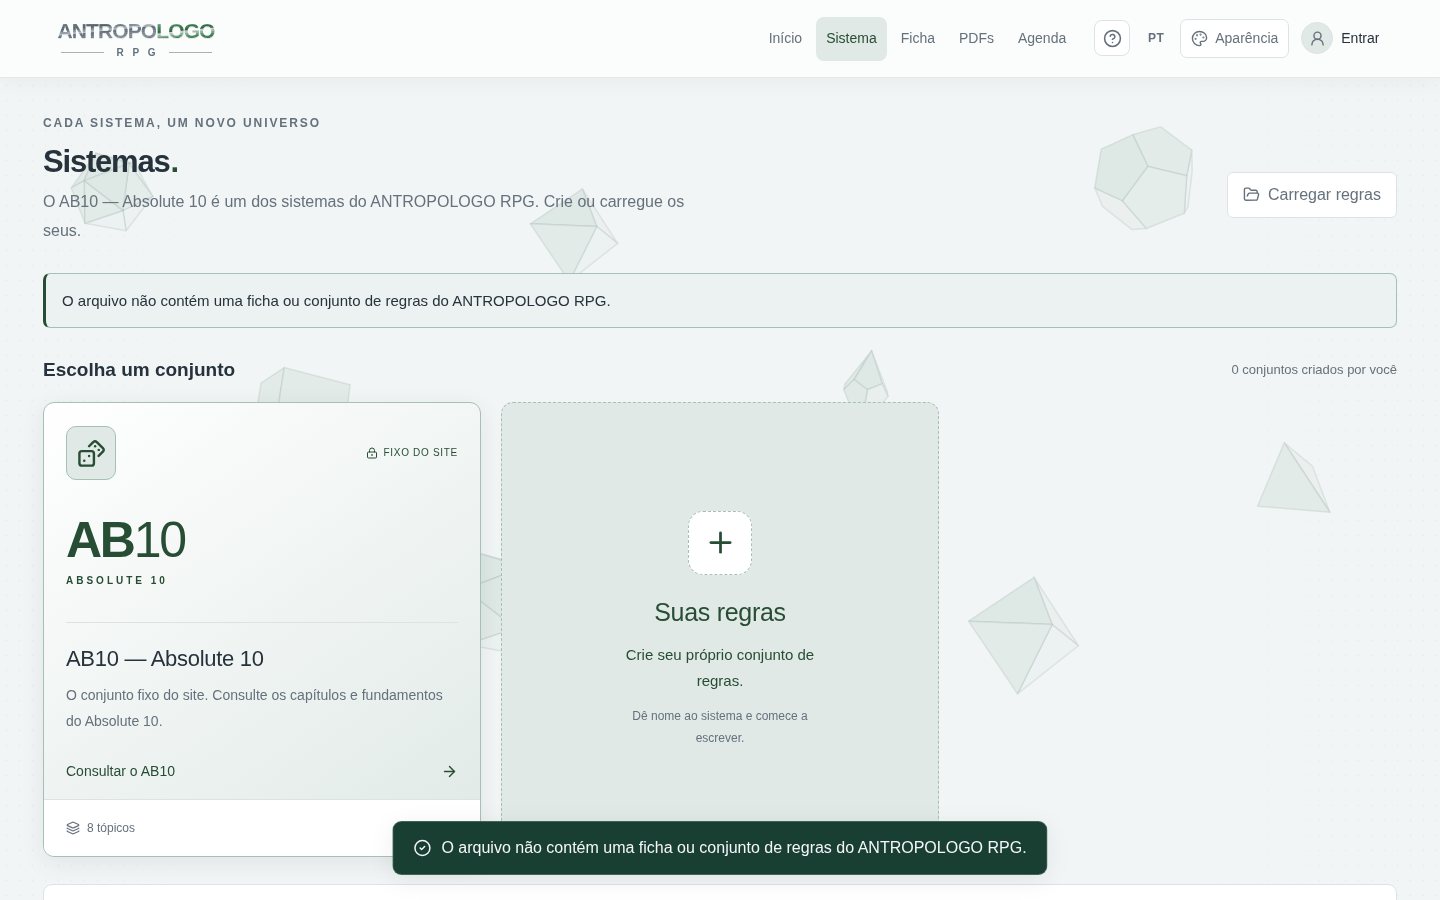 ANTROPOLOGO
RPG
Início
Sistema
Ficha
PDFs
Agenda
PT
Aparência
Entrar
CADA SISTEMA, UM NOVO UNIVERSO
Sistemas.
O AB10 — Absolute 10 é um dos sistemas do ANTROPOLOGO RPG. Crie ou carregue os
seus.
Carregar regras
O arquivo não contém uma ficha ou conjunto de regras do ANTROPOLOGO RPG.
Escolha um conjunto
0 conjuntos criados por você
FIXO DO SITE
AB10
ABSOLUTE 10
AB10 — Absolute 10
O conjunto fixo do site. Consulte os capítulos e fundamentos
do Absolute 10.
Consultar o AB10
8 tópicos
Suas regras
Crie seu próprio conjunto de
regras.
Dê nome ao sistema e comece a
escrever.
O arquivo não contém uma ficha ou conjunto de regras do ANTROPOLOGO RPG.